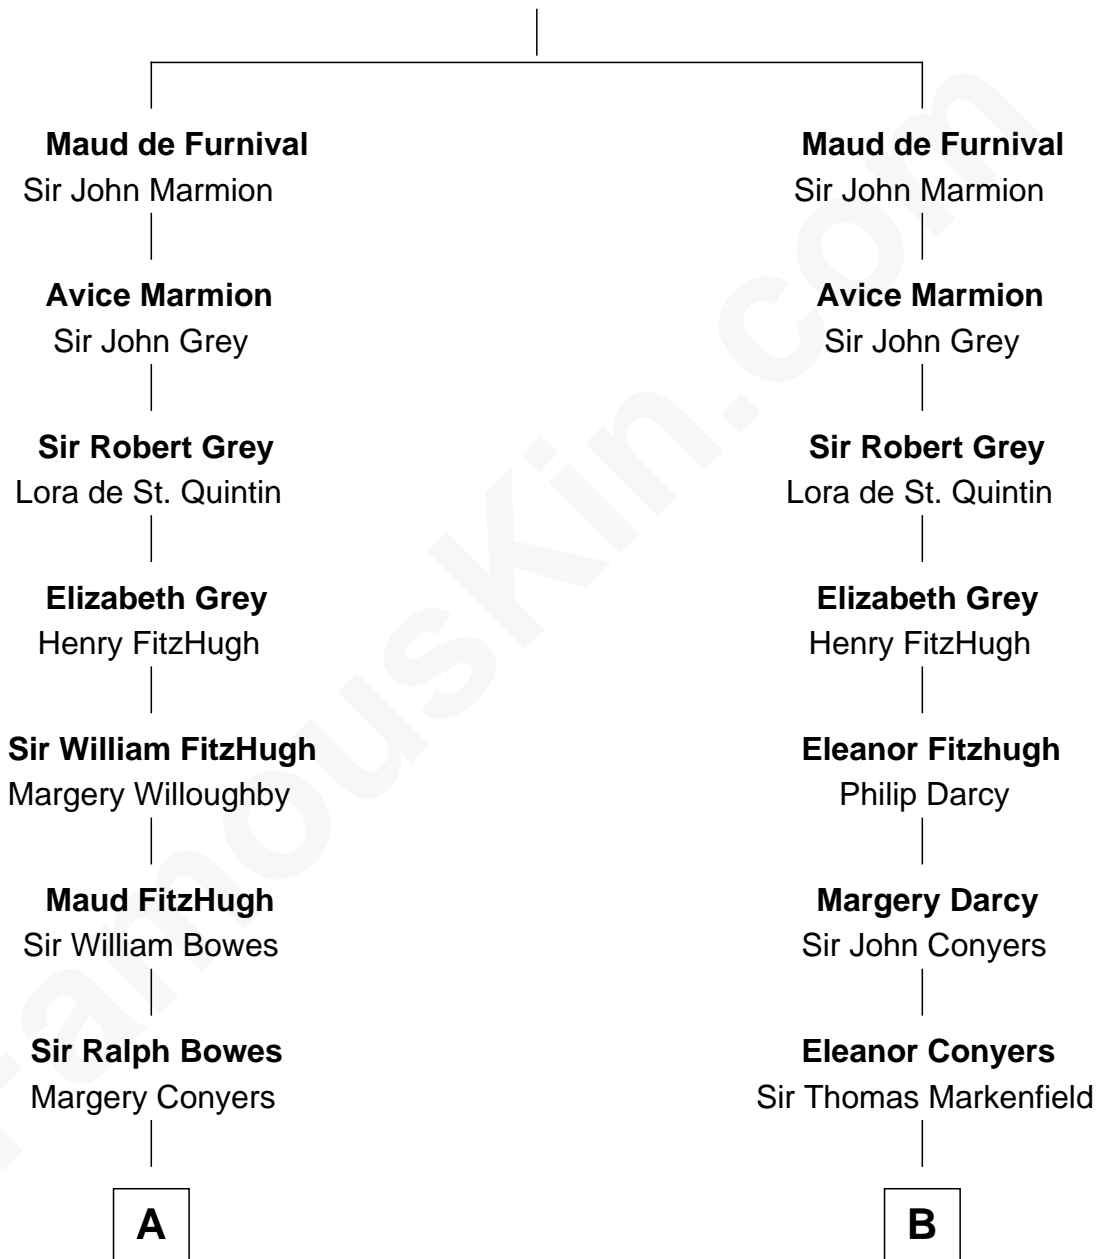 Maud de Furnival
Sir John Marmion
Avice Marmion
Sir John Grey
Sir Robert Grey
Lora de St. Quintin
Elizabeth Grey
Henry FitzHugh
Sir William FitzHugh
Margery Willoughby
Maud FitzHugh
Sir William Bowes
Sir Ralph Bowes
Margery Conyers
A
Maud de Furnival
Sir John Marmion
Avice Marmion
Sir John Grey
Sir Robert Grey
Lora de St. Quintin
Elizabeth Grey
Henry FitzHugh
Eleanor Fitzhugh
Philip Darcy
Margery Darcy
Sir John Conyers
Eleanor Conyers
Sir Thomas Markenfield
B
FamousKin.com